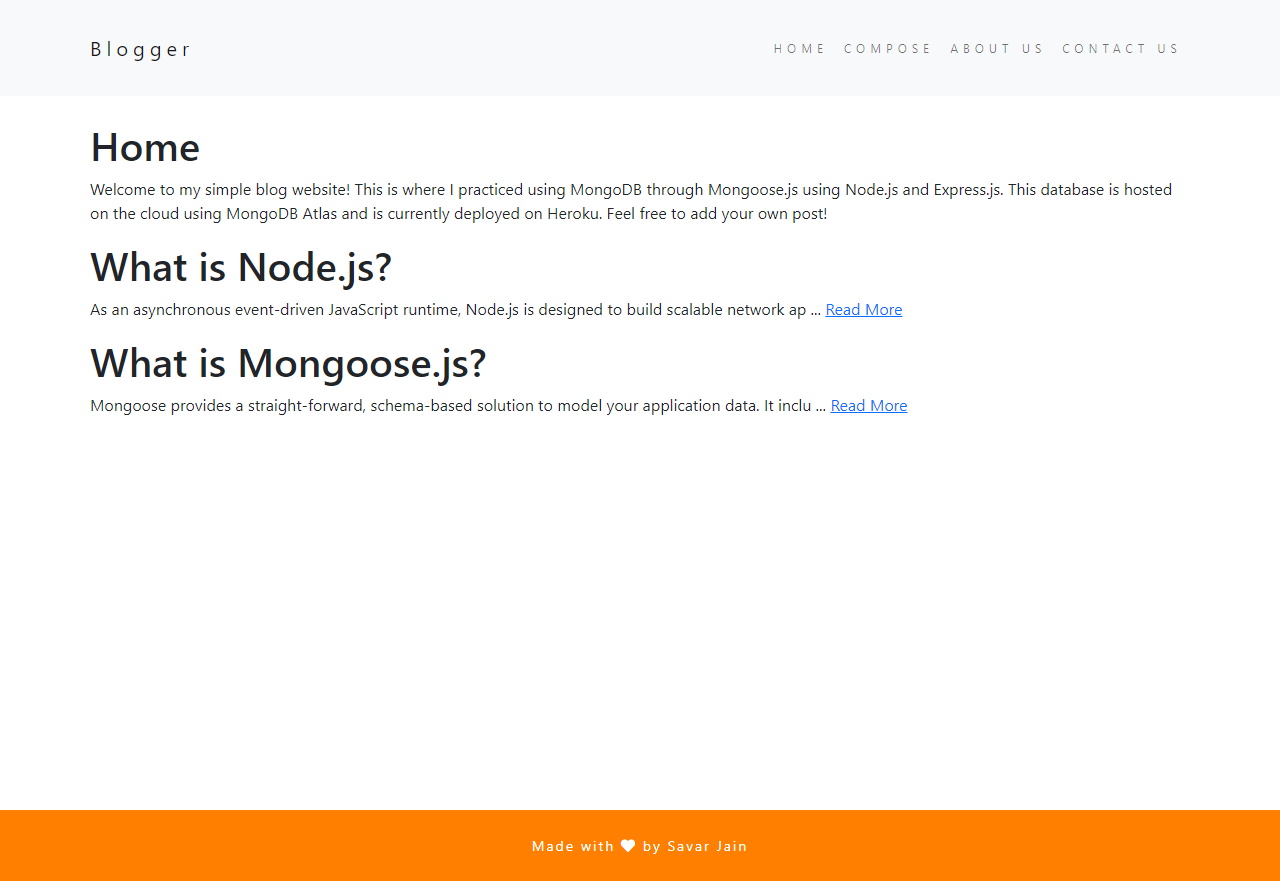 Blogger
HOME COMPOSE ABOUT US CONTACT US
Home
Welcome to my simple blog website! This is where I practiced using MongoDB through Mongoose.js using Node.js and Express.js. This database is hosted
on the cloud using MongoDB Atlas and is currently deployed on Heroku. Feel free to add your own post!
What is Node.js?
As an asynchronous event-driven JavaScript runtime, Node.js is designed to build scalable network ap ... Read More
What is Mongoose.js?
Mongoose provides a straight-forward, schema-based solution to model your application data. It inclu ... Read More
Made with ♥ by Savar Jain